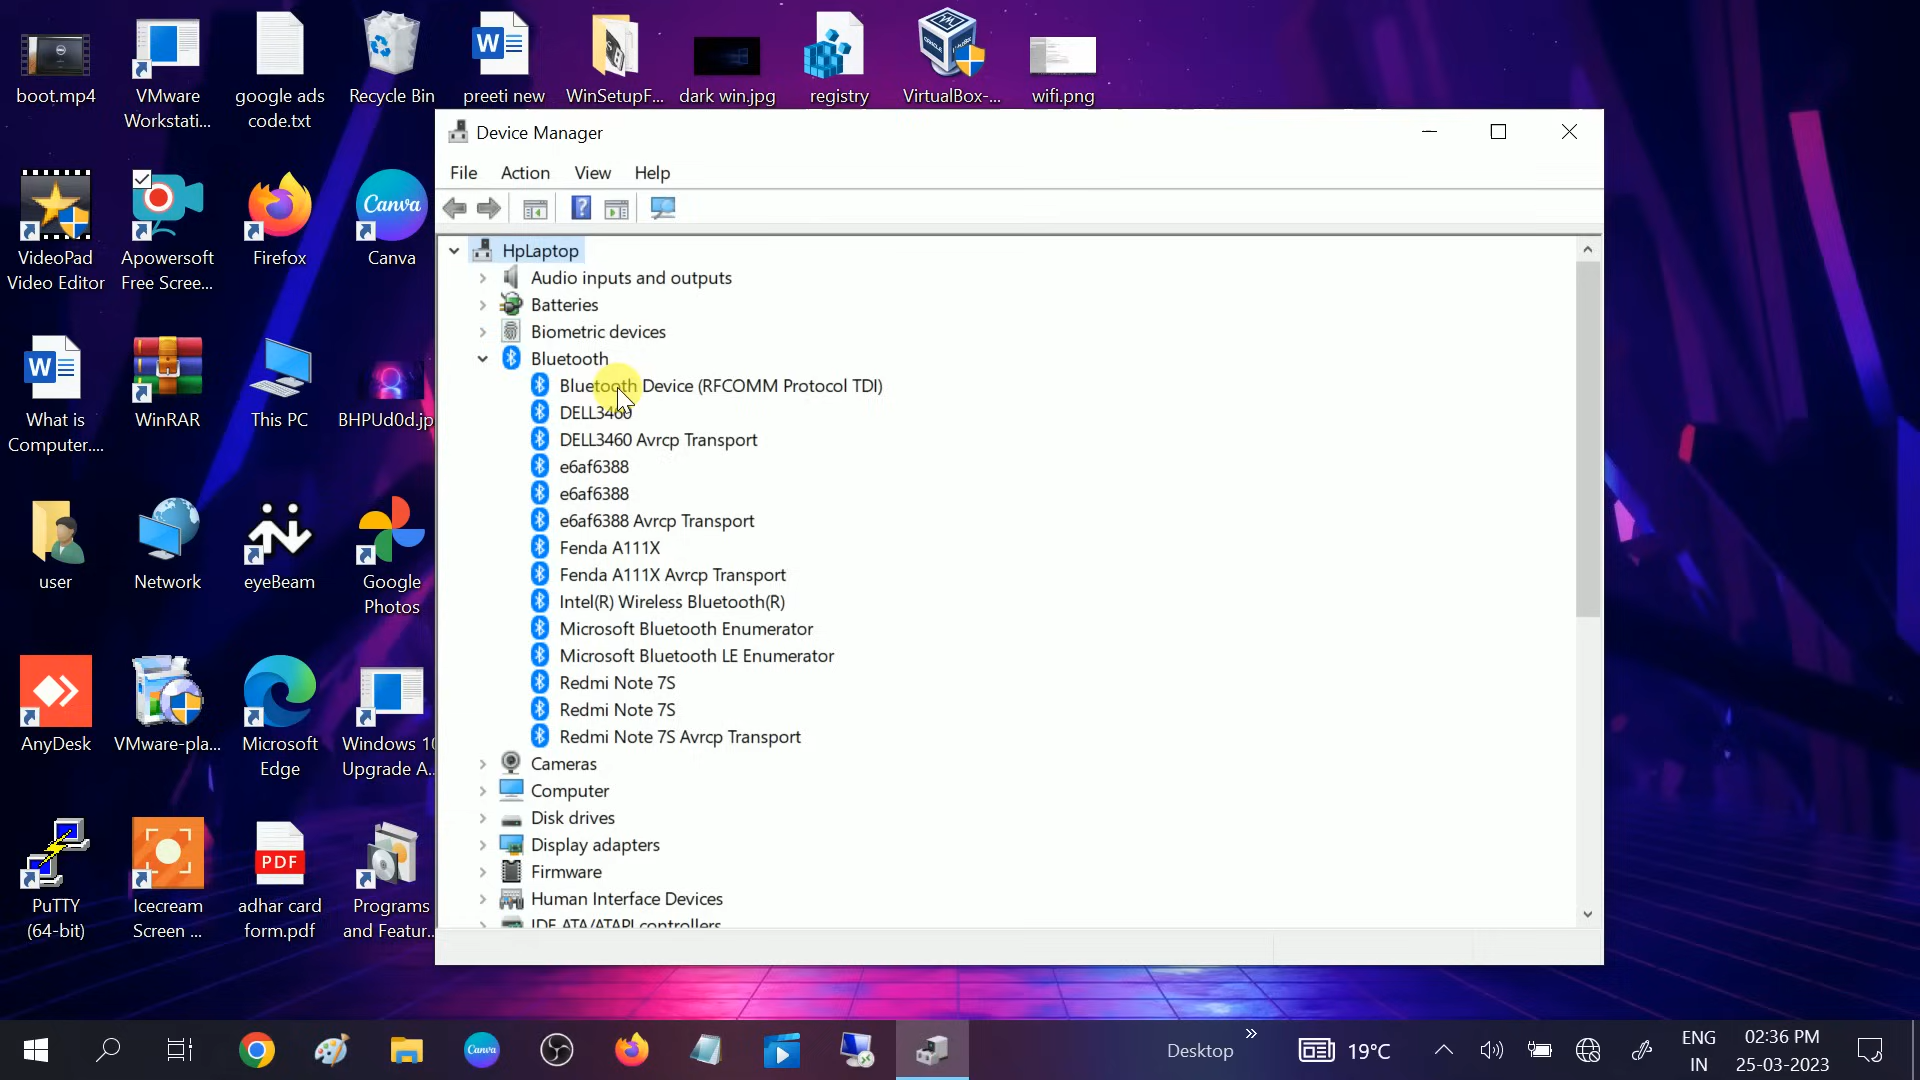 boot.mp4
VMware
Workstati...
google ads
code.txt
Recycle Bin
preeti new
WinSetupF...
dark win.jpg
registry
VirtualBox-...
wifi.png
VideoPad
Video Editor
Apowersoft
Free Scree...
Firefox
Canva
Canva
What is
Computer....
WinRAR
This PC
BHPUd0d.jp
user
Network
eyeBeam
Google
Photos
AnyDesk
VMware-pla...
Microsoft
Edge
Windows 10
Upgrade A...
PuTTY
(64-bit)
Icecream
Screen ...
PDF
adhar card
form.pdf
Programs
and Featur...
Device Manager
File Action View Help
HpLaptop
Audio inputs and outputs
Batteries
Biometric devices
Bluetooth
Bluetooth Device (RFCOMM Protocol TDI)
DELL3460
DELL3460 Avrcp Transport
e6af6388
e6af6388
e6af6388 Avrcp Transport
Fenda A111X
Fenda A111X Avrcp Transport
Intel(R) Wireless Bluetooth(R)
Microsoft Bluetooth Enumerator
Microsoft Bluetooth LE Enumerator
Redmi Note 7S
Redmi Note 7S
Redmi Note 7S Avrcp Transport
Cameras
Computer
Disk drives
Display adapters
Firmware
Human Interface Devices
IDE ATA/ATAPI controllers
Canva
Desktop
19°C
ENG
IN
02:36 PM
25-03-2023